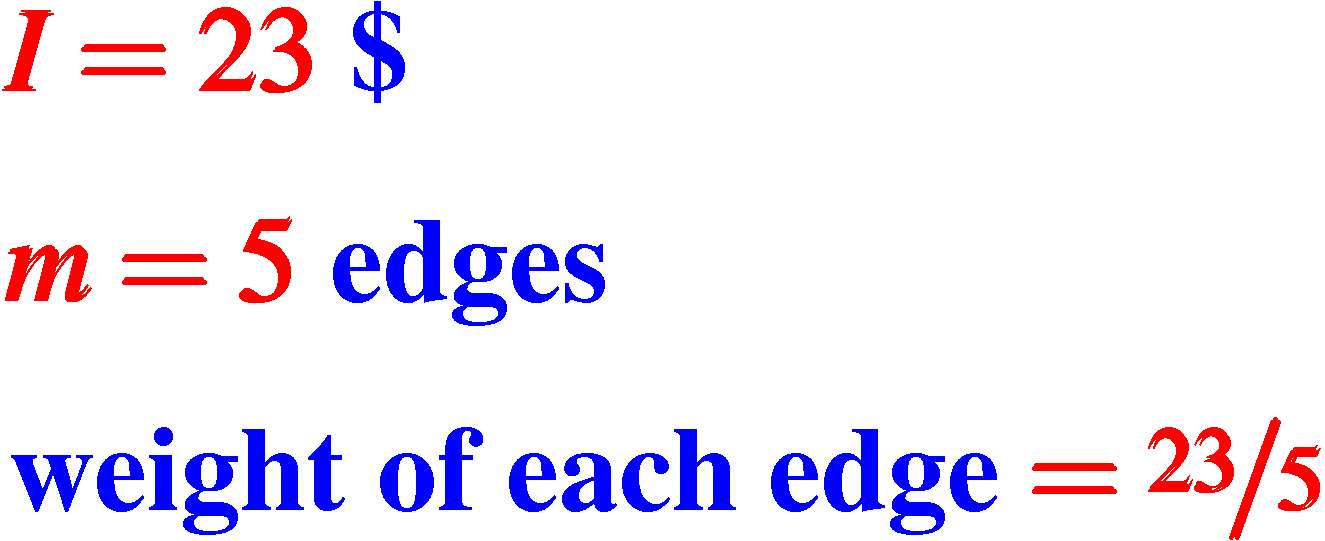 I = 23 $
m = 5 edges
weight of each edge = 23/5